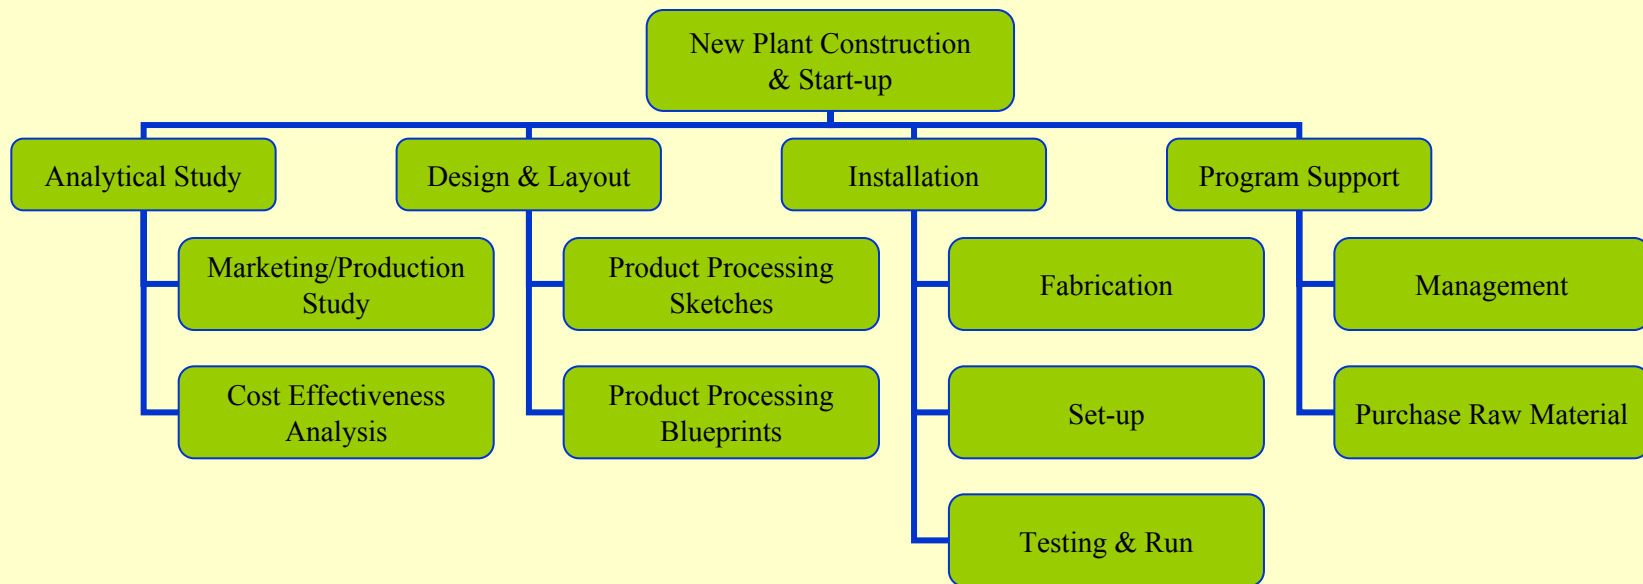 New Plant Construction
& Start-up
Analytical Study
Design & Layout
Installation
Program Support
Marketing/Production
Study
Product Processing
Sketches
Fabrication
Management
Cost Effectiveness
Analysis
Product Processing
Blueprints
Set-up
Purchase Raw Material
Testing & Run